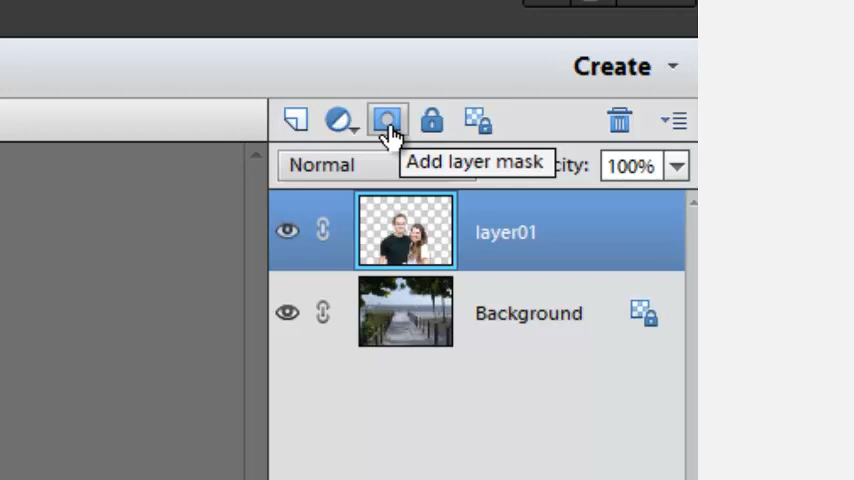 Create
Add layer mask
Normal
city: 100%
layer01
Background